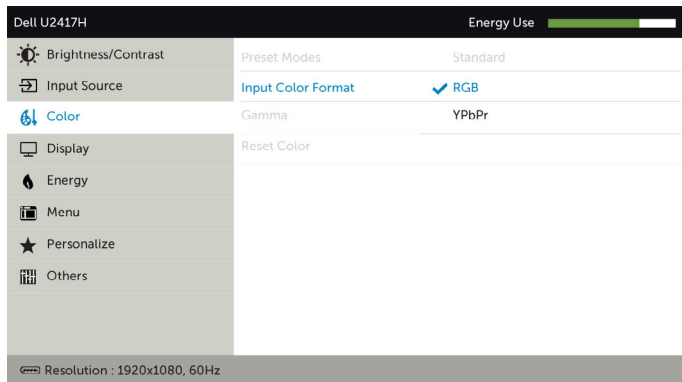 Dell U2417H
Energy Use
Brightness/Contrast
Input Source
Color
Display
Energy
Menu
Personalize
Others
Preset Modes
Standard
Input Color Format
RGB
Gamma
YPbPr
Reset Color
Resolution : 1920x1080, 60Hz